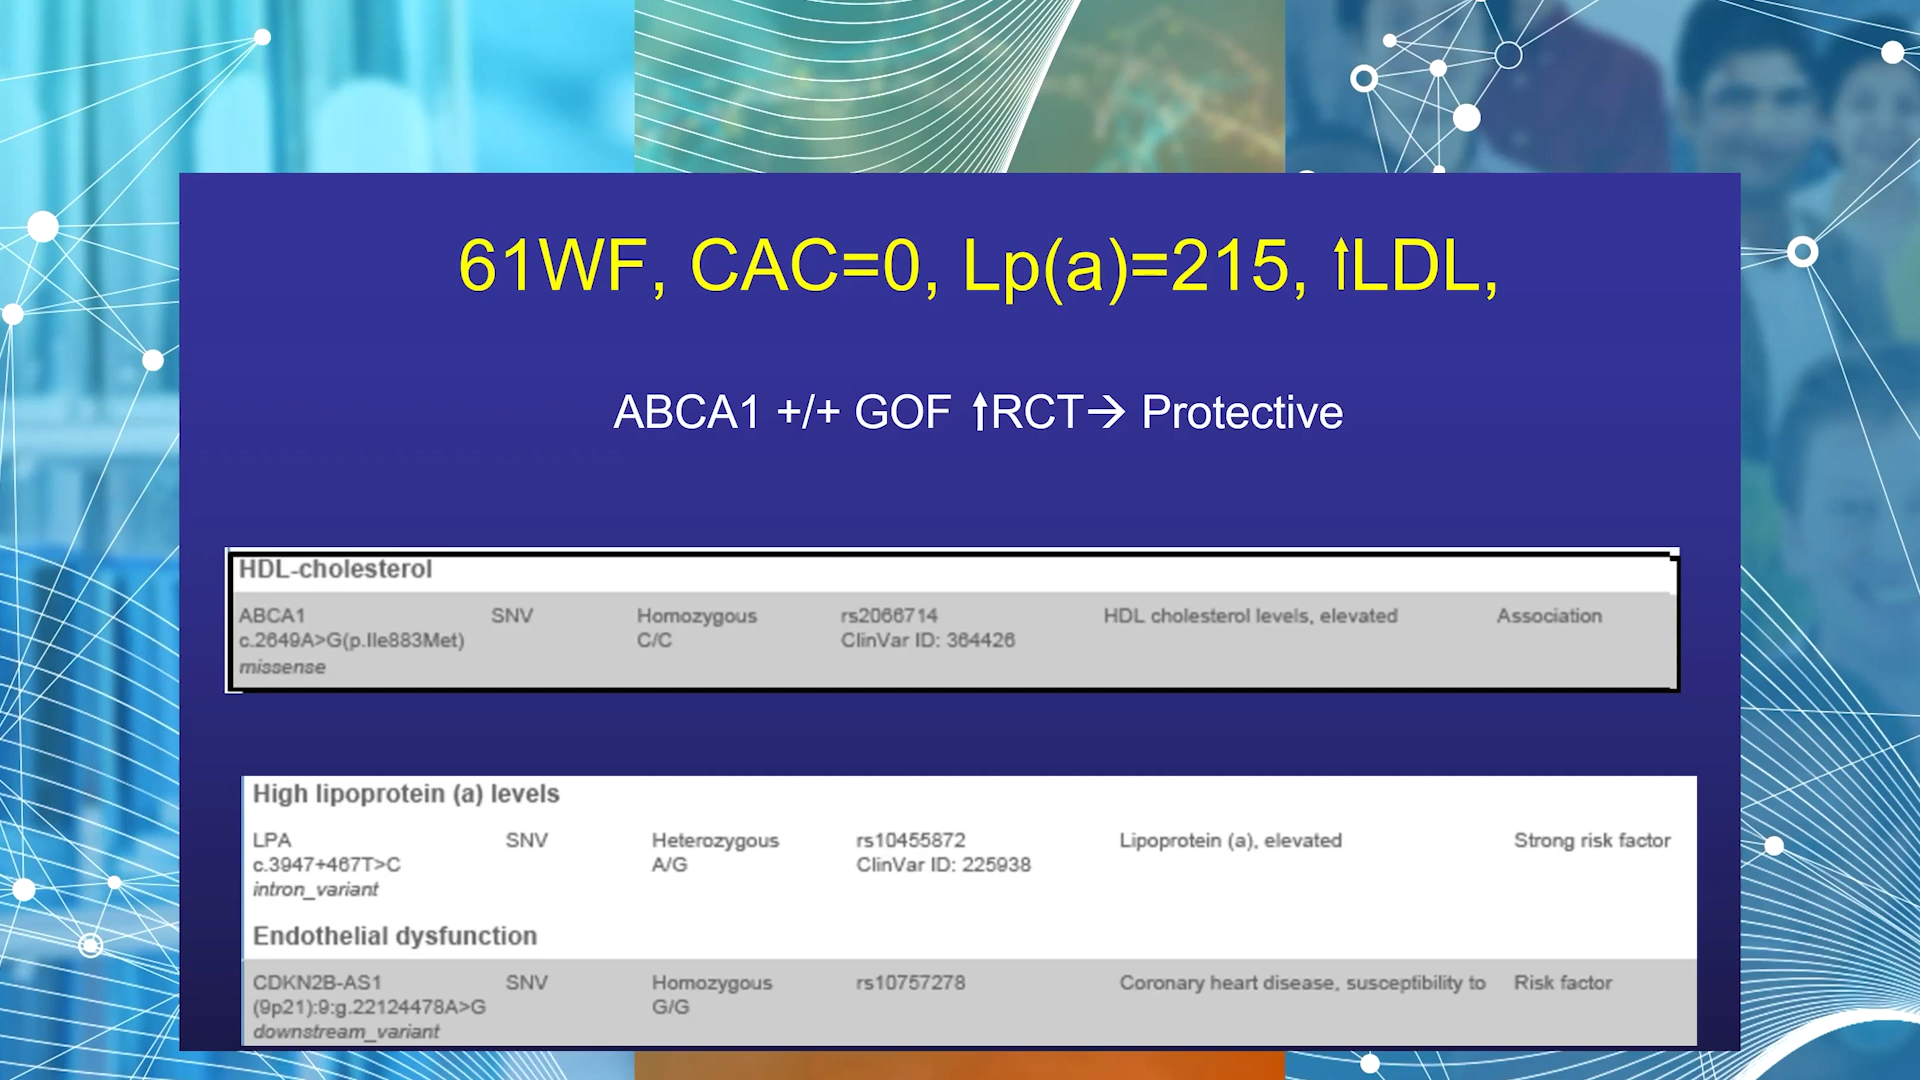 61WF, CAC=0, Lp(a)=215, ↑LDL,
ABCA1 +/+ GOF ↑RCT→ Protective
HDL-cholesterol
ABCA1 SNV Homozygous rs2066714 HDL cholesterol levels, elevated Association
c.2649A>G(p.Ile883Met) C/C ClinVar ID: 364426
missense
High lipoprotein (a) levels
LPA SNV Heterozygous rs10455872 Lipoprotein (a), elevated Strong risk factor
c.3947+467T>C A/G ClinVar ID: 225938
intron_variant
Endothelial dysfunction
CDKN2B-AS1 SNV Homozygous rs10757278 Coronary heart disease, susceptibility to Risk factor
(9p21):9:g.22124478A>G G/G
downstream_variant